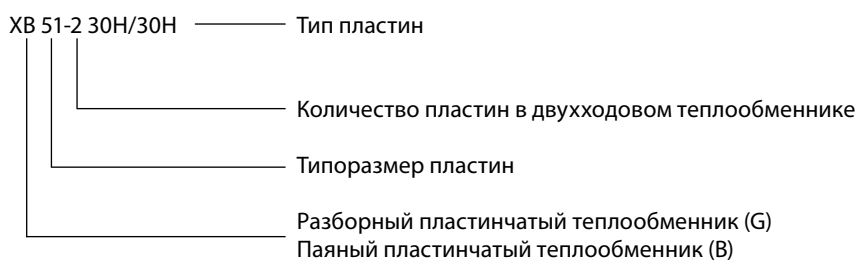 XB 51-2 30H/30H
Тип пластин
Количество пластин в двухходовом теплообменнике
Типоразмер пластин
Разборный пластинчатый теплообменник (G)
Паяный пластинчатый теплообменник (B)